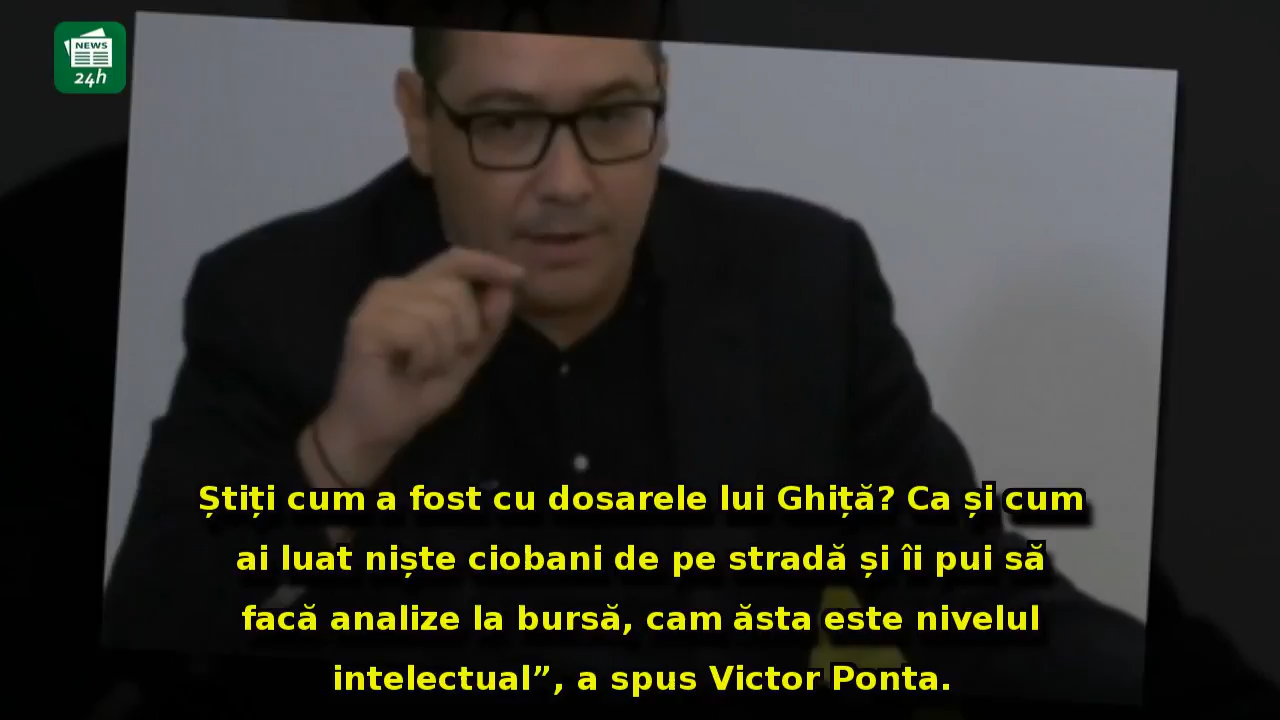 NEWS
24h
Știți cum a fost cu dosarele lui Ghiță? Ca și cum
ai luat niște ciobani de pe stradă și îi pui să
facă analize la bursă, cam ăsta este nivelul
intelectual”, a spus Victor Ponta.